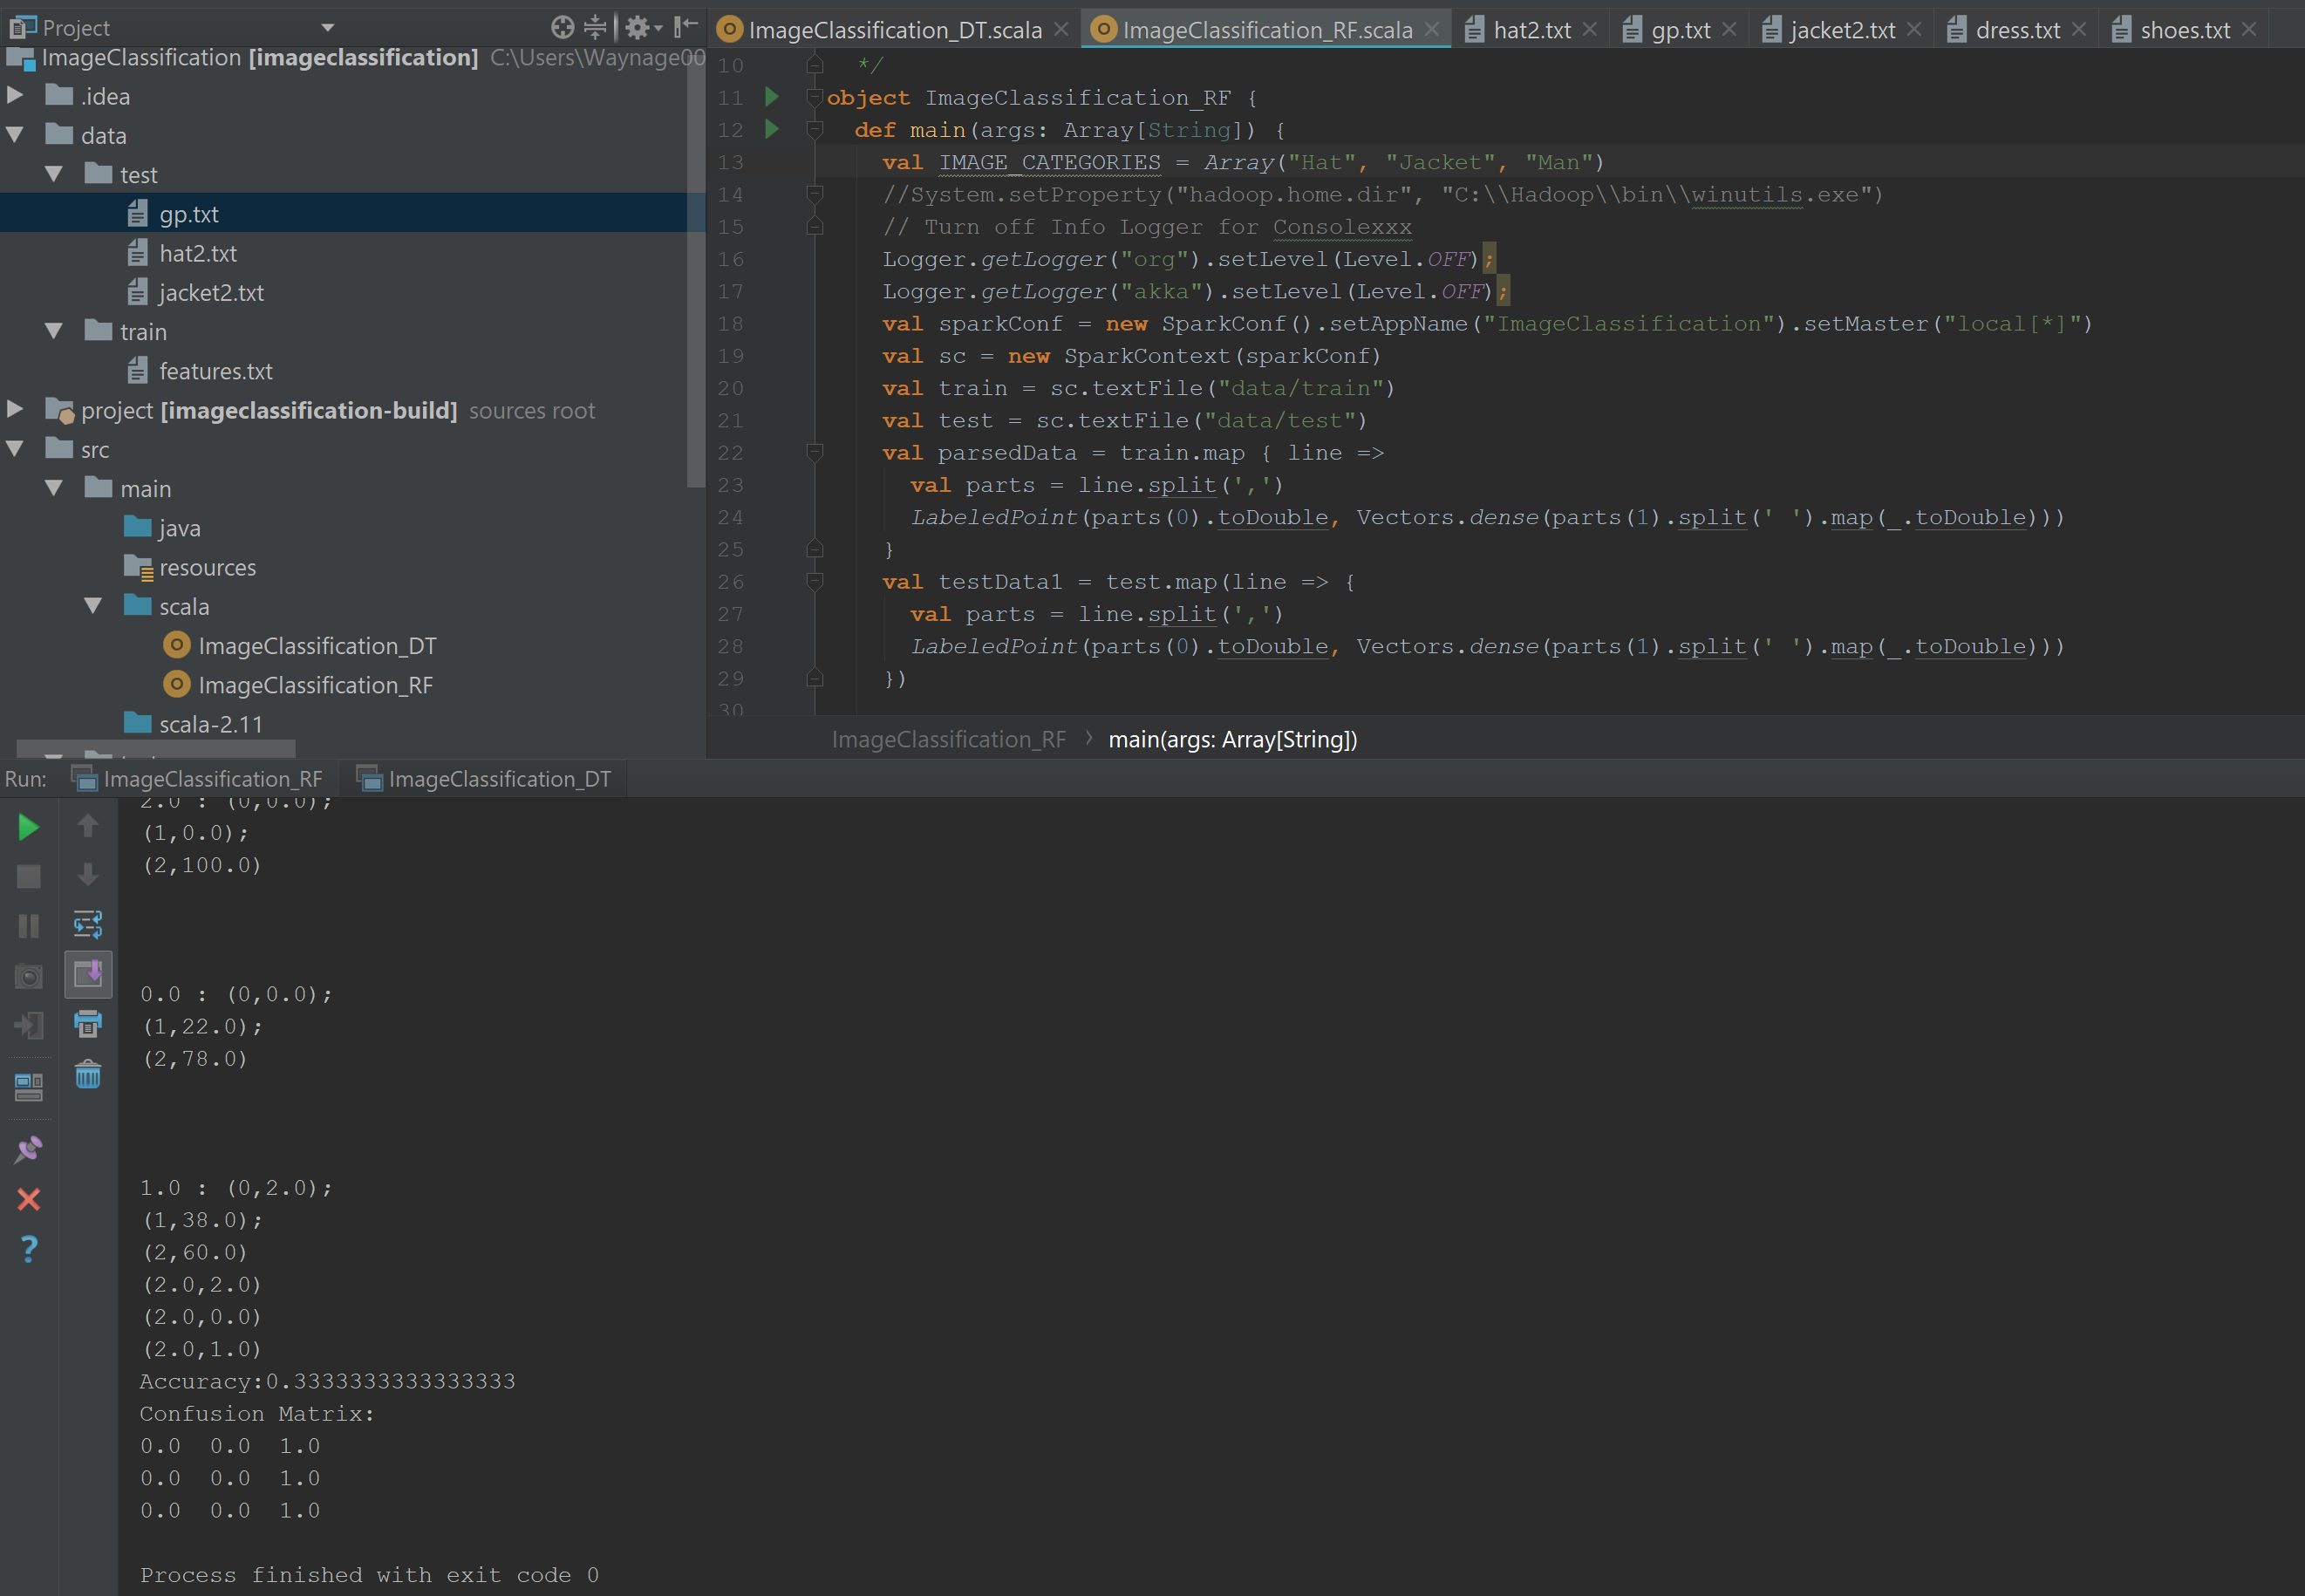 Project
ImageClassification [imageclassification] C:\Users\Waynage00
.idea
data
test
gp.txt
hat2.txt
jacket2.txt
train
features.txt
project [imageclassification-build] sources root
src
main
java
resources
scala
ImageClassification_DT
ImageClassification_RF
scala-2.11
ImageClassification_DT.scala ImageClassification_RF.scala hat2.txt gp.txt jacket2.txt dress.txt shoes.txt
10 */
11 object ImageClassification_RF {
12 def main(args: Array[String]) {
13 val IMAGE_CATEGORIES = Array("Hat", "Jacket", "Man")
14 //System.setProperty("hadoop.home.dir", "C:\\Hadoop\\bin\\winutils.exe")
15 // Turn off Info Logger for Consolexxx
16 Logger.getLogger("org").setLevel(Level.OFF);
17 Logger.getLogger("akka").setLevel(Level.OFF);
18 val sparkConf = new SparkConf().setAppName("ImageClassification").setMaster("local[*]")
19 val sc = new SparkContext(sparkConf)
20 val train = sc.textFile("data/train")
21 val test = sc.textFile("data/test")
22 val parsedData = train.map { line =>
23 val parts = line.split(',')
24 LabeledPoint(parts(0).toDouble, Vectors.dense(parts(1).split(' ').map(_.toDouble)))
25 }
26 val testData1 = test.map(line => {
27 val parts = line.split(',')
28 LabeledPoint(parts(0).toDouble, Vectors.dense(parts(1).split(' ').map(_.toDouble)))
29 })
30
ImageClassification_RF > main(args: Array[String])
Run: ImageClassification_RF ImageClassification_DT
2.0 : (0,0.0);
(1,0.0);
(2,100.0)
0.0 : (0,0.0);
(1,22.0);
(2,78.0)
1.0 : (0,2.0);
(1,38.0);
(2,60.0)
(2.0,2.0)
(2.0,0.0)
(2.0,1.0)
Accuracy:0.3333333333333333
Confusion Matrix:
0.0 0.0 1.0
0.0 0.0 1.0
0.0 0.0 1.0
Process finished with exit code 0